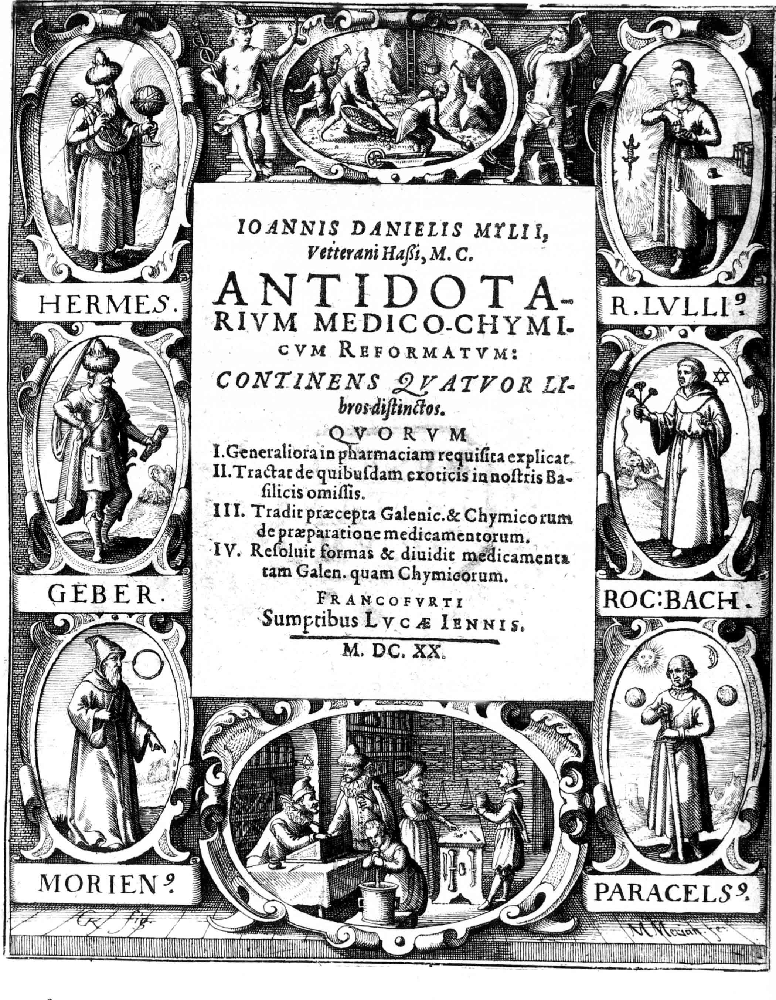 IOANNIS DANIELIS MYLII,
Vetterani Haßi, M. C.
ANTIDOTA-
RIVM MEDICO-CHYMI-
CVM REFORMATVM:
CONTINENS QVATVOR LI-
bros diſtinctos.
QVORVM
I. Generaliora in pharmaciam requiſita explicat.
II. Tractat de quibuſdam exoticis in noſtris Ba-
ſilicis omiſſis.
III. Tradit præcepta Galenic. & Chymicorum
de præparatione medicamentorum.
IV. Reſoluit formas & diuidit medicamenta
tam Galen. quam Chymicorum.
FRANCOFVRTI
Sumptibus LVCÆ IENNIS.
M. DC. XX.
HERMES.
GEBER.
MORIENꝰ.
R. LVLLIꝰ.
ROC:BACH.
PARACELSꝰ.
M Merian. fe.